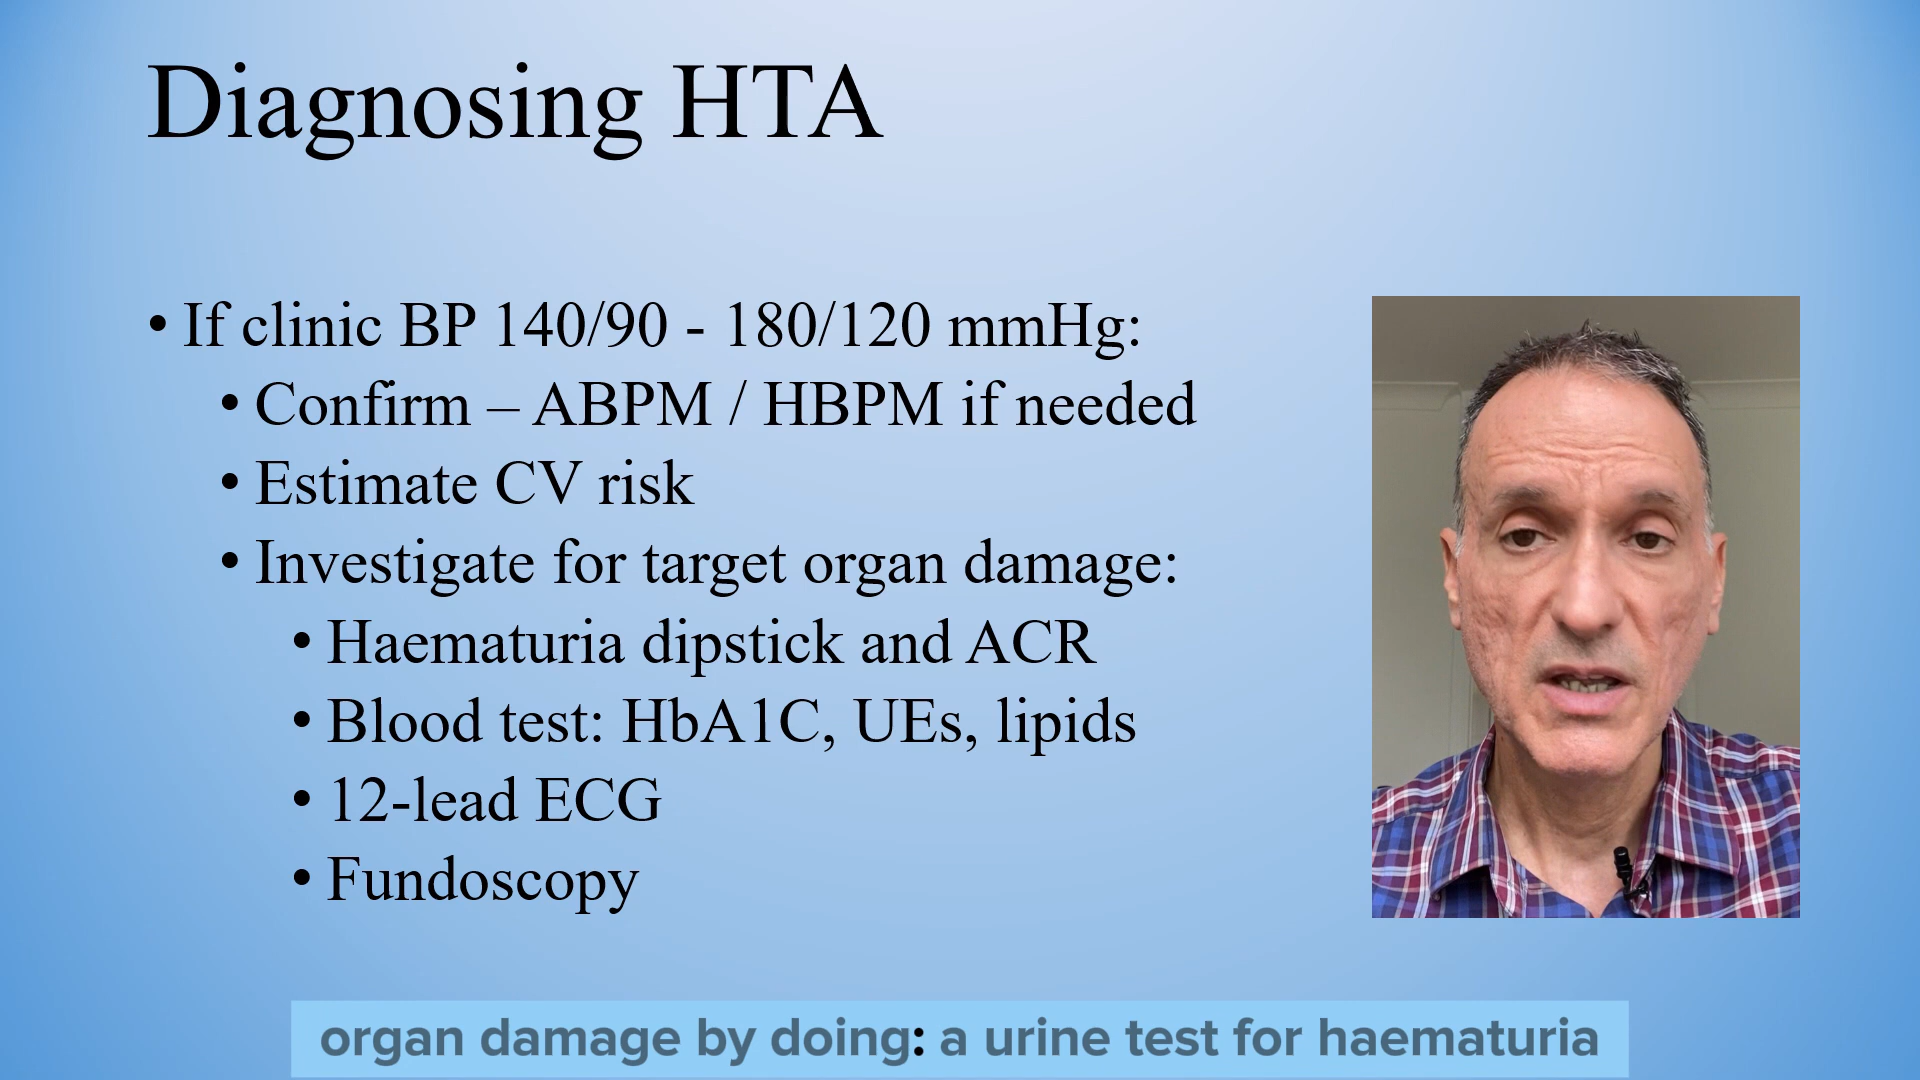 Diagnosing HTA
• If clinic BP 140/90 - 180/120 mmHg:
• Confirm – ABPM / HBPM if needed
• Estimate CV risk
• Investigate for target organ damage:
• Haematuria dipstick and ACR
• Blood test: HbA1C, UEs, lipids
• 12-lead ECG
• Fundoscopy
organ damage by doing: a urine test for haematuria